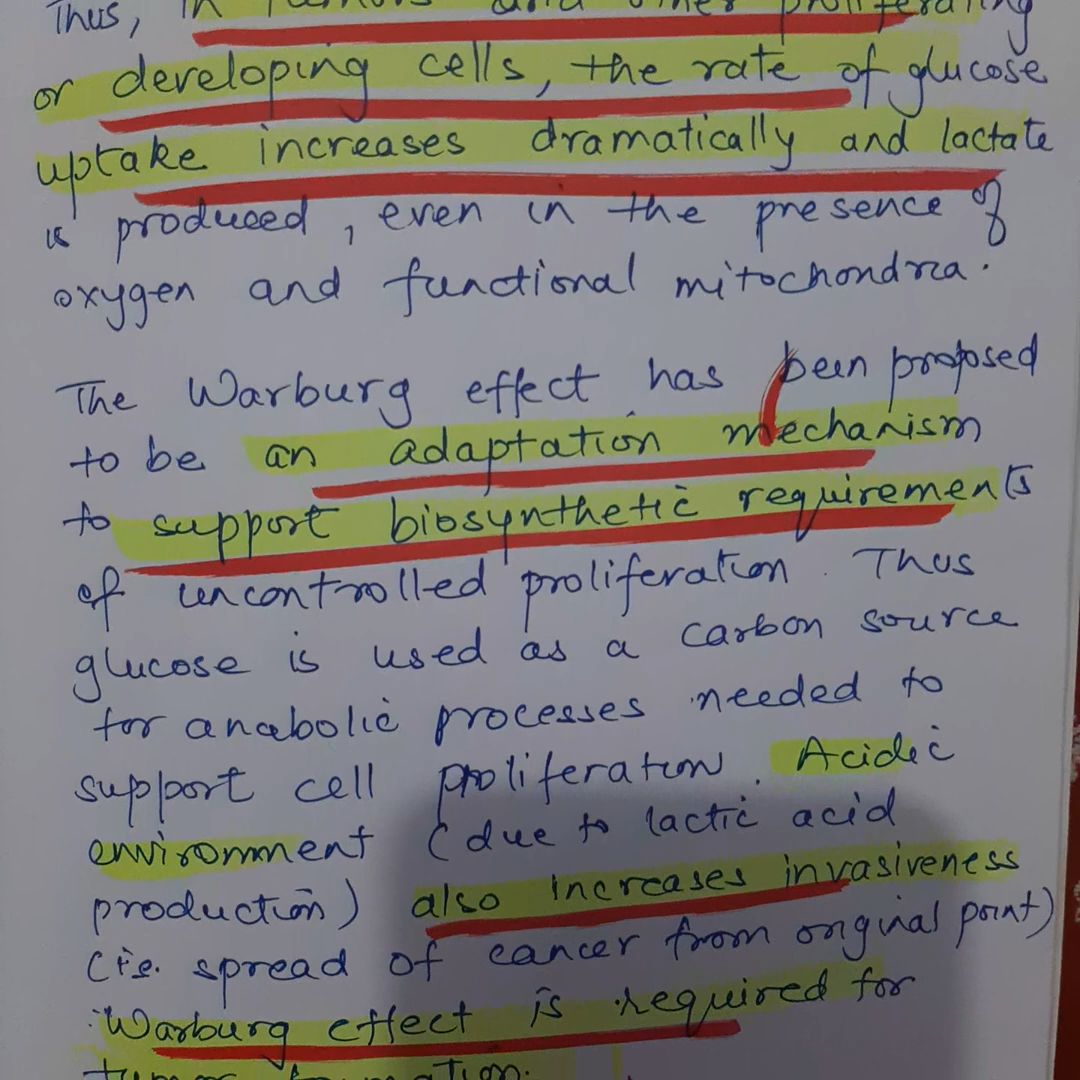 Thus, in tumors and other proliferating
or developing cells, the rate of glucose
uptake increases dramatically and lactate
is produced, even in the presence of
oxygen and functional mitochondria.
The Warburg effect has been proposed
to be an adaptation mechanism
to support biosynthetic requirements
of uncontrolled proliferation. Thus
glucose is used as a carbon source
for anabolic processes needed to
support cell proliferation. Acidic
environment (due to lactic acid
production) also increases invasiveness
(i.e. spread of cancer from original point)
Warburg effect is required for
tumor formation.